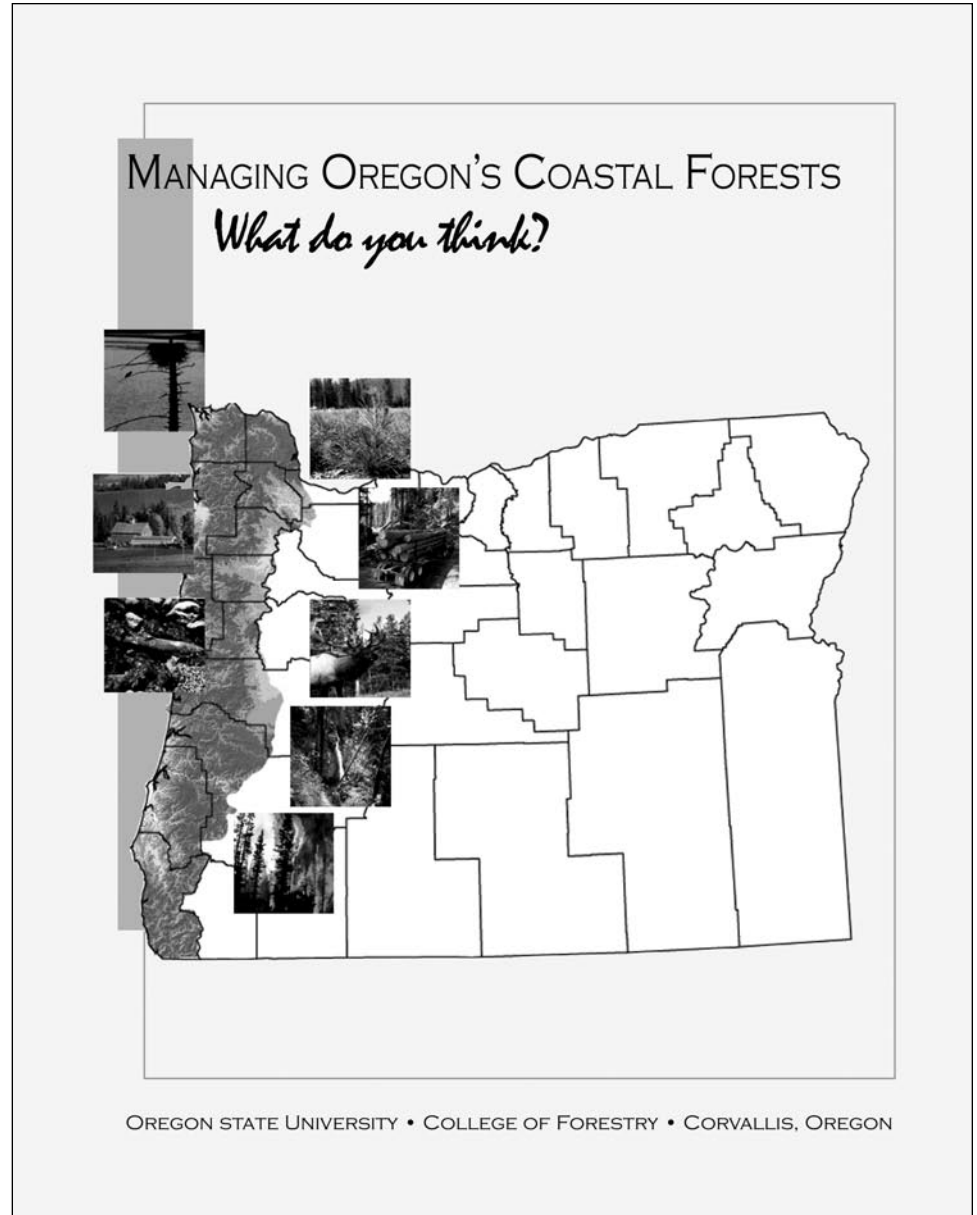 Managing Oregon's Coastal Forests
What do you think?
Oregon state University • College of Forestry • Corvallis, Oregon